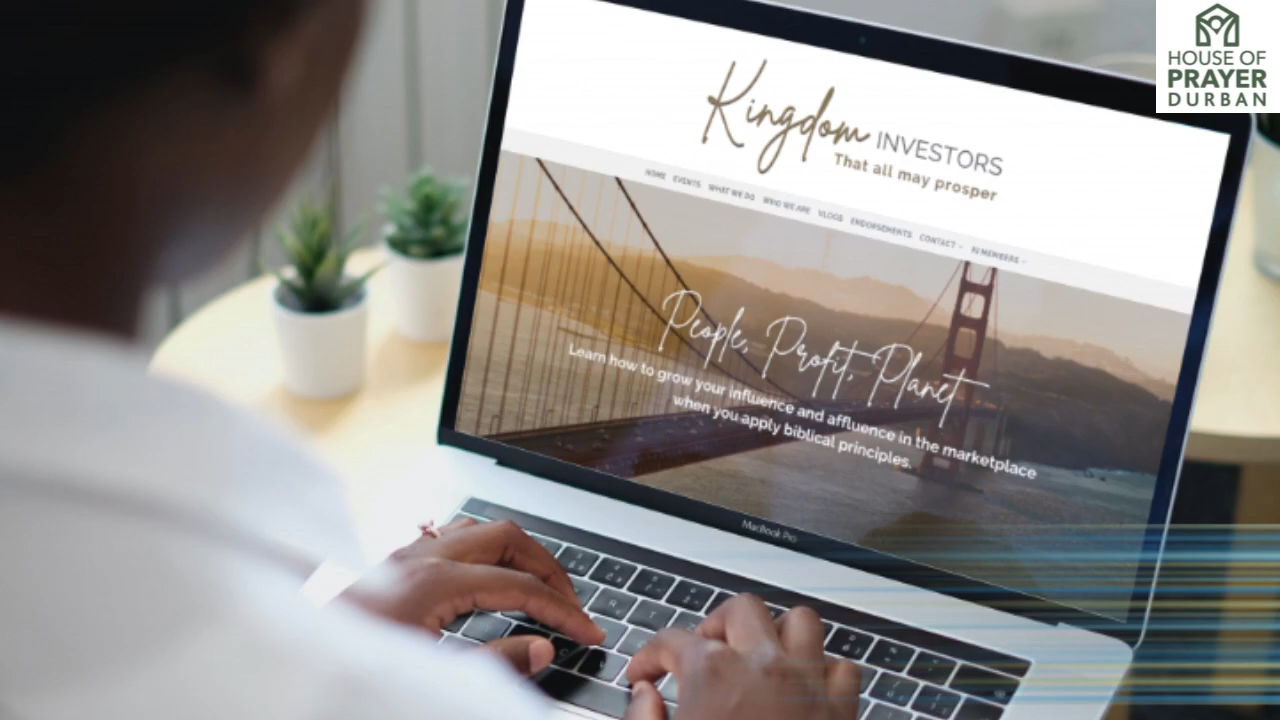 HOUSE OF
PRAYER
DURBAN
Kingdom INVESTORS
That all may prosper
HOME EVENTS WHAT WE DO WHO WE ARE VLOGS ENDORSEMENTS CONTACT KI MEMBERS
People, Profit, Planet
Learn how to grow your influence and affluence in the marketplace
when you apply biblical principles.
MacBook Pro